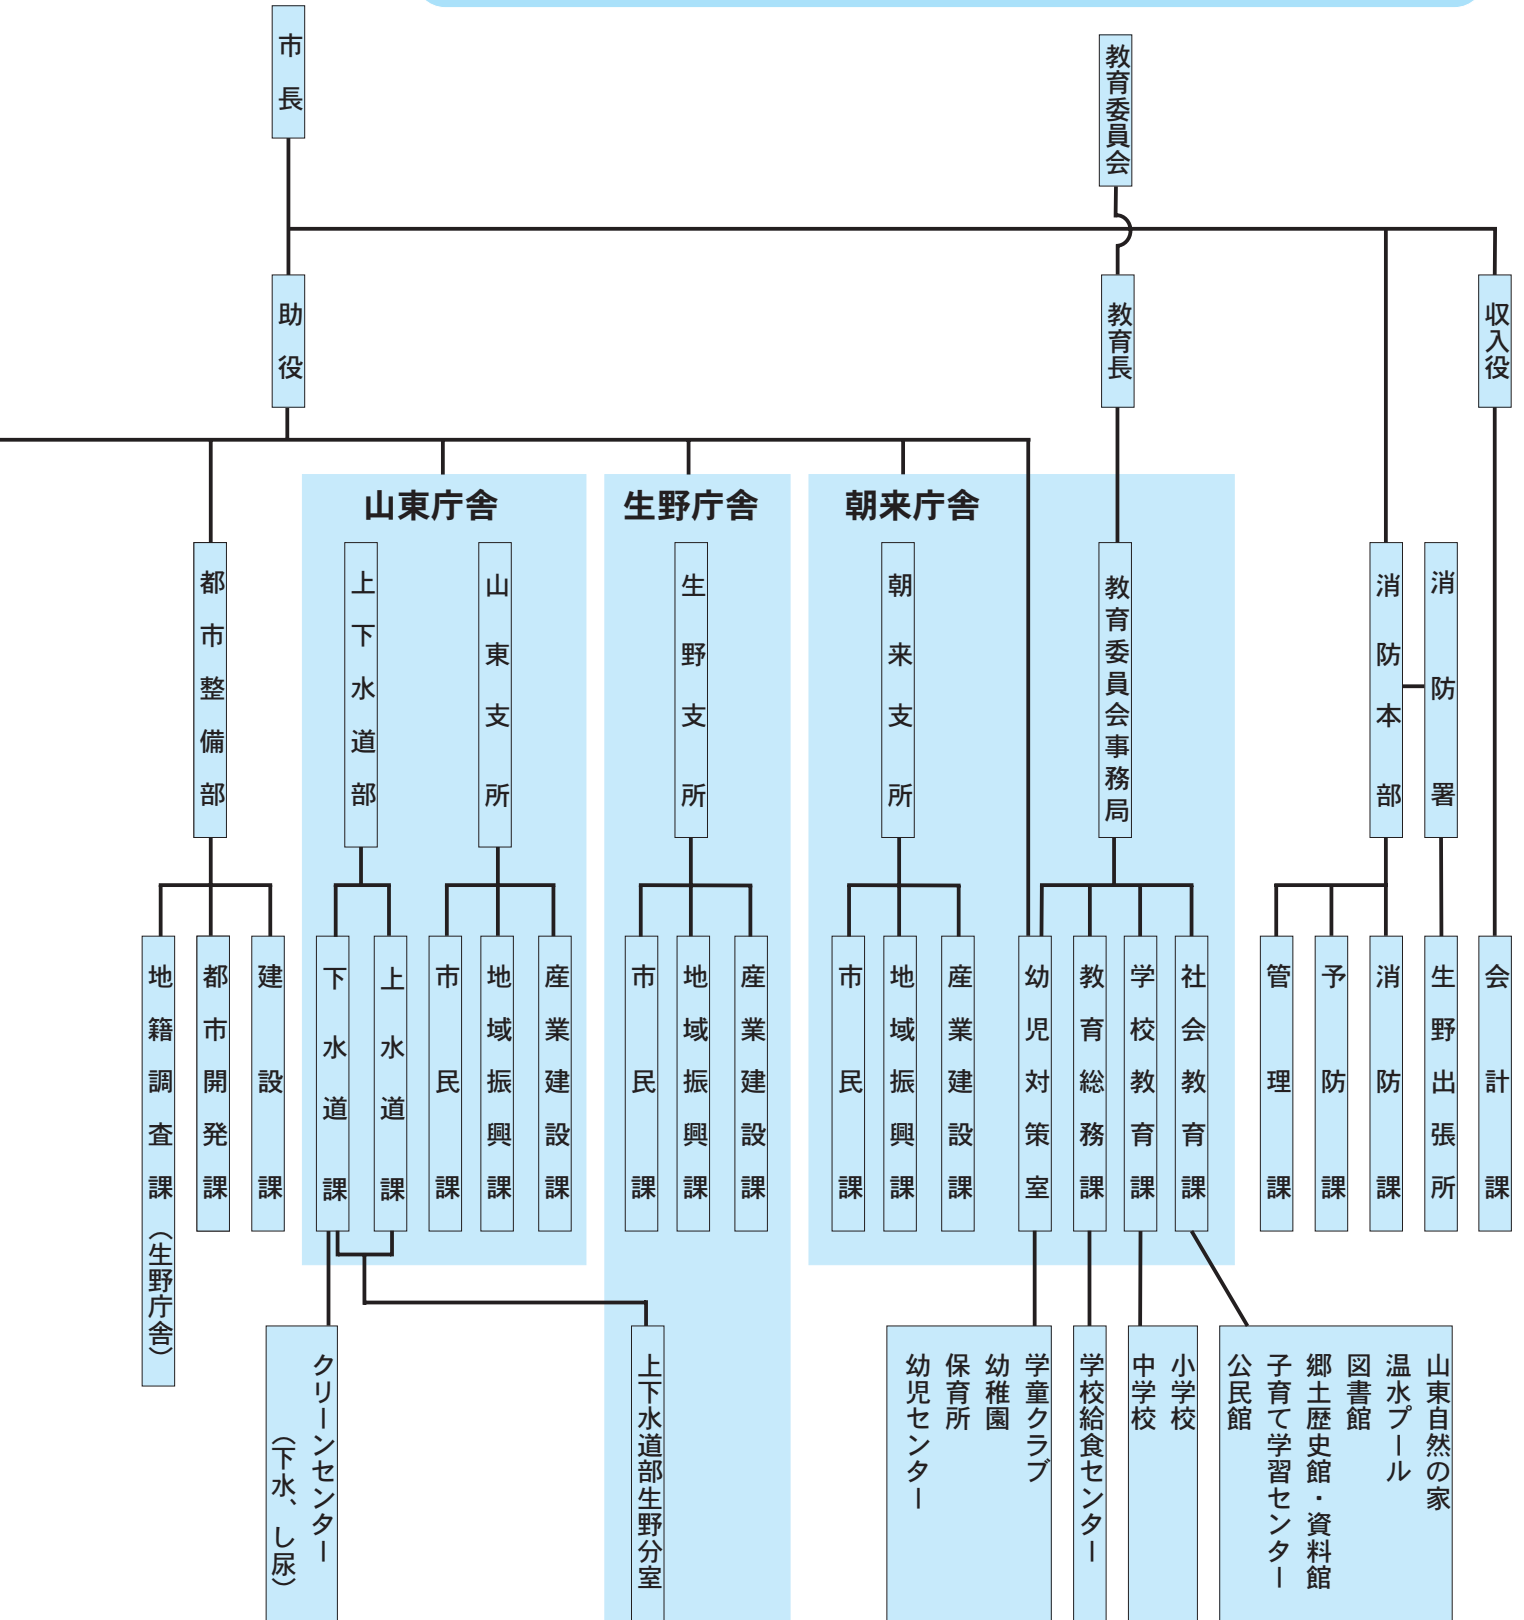 市長
教育委員会
助役
教育長
収入役
山東庁舎
生野庁舎
朝来庁舎
都市整備部
上下水道部
山東支所
生野支所
朝来支所
教育委員会事務局
消防本部
消防署
地籍調査課（生野庁舎）
都市開発課
建設課
下水道課
上水道課
市民課
地域振興課
産業建設課
市民課
地域振興課
産業建設課
市民課
地域振興課
産業建設課
幼児対策室
教育総務課
学校教育課
社会教育課
管理課
予防課
消防課
生野出張所
会計課
クリーンセンター
（下水、し尿）
上下水道部生野分室
学童クラブ
幼稚園
保育所
幼児センター
学校給食センター
小学校
中学校
山東自然の家
温水プール
図書館
郷土歴史館・資料館
子育て学習センター
公民館